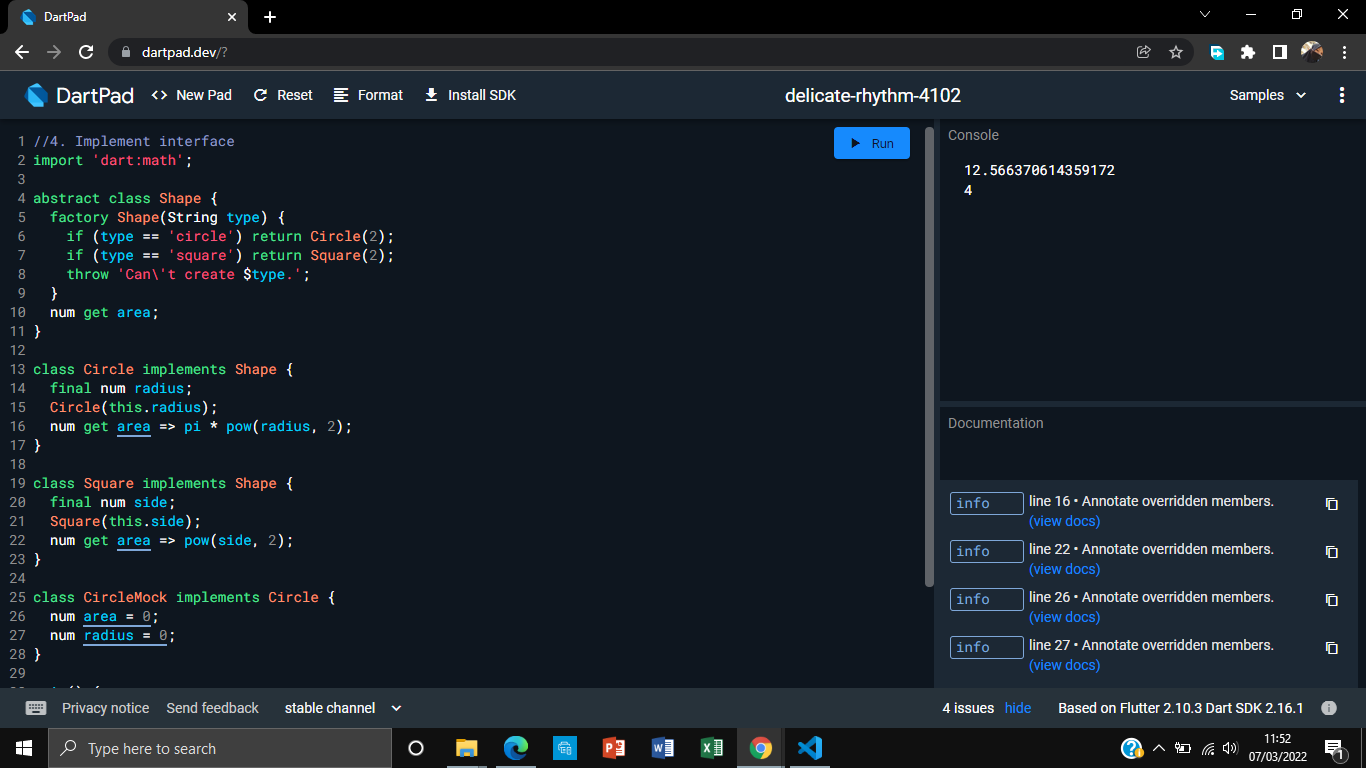 DartPad
dartpad.dev/?
DartPad <> New Pad Reset Format Install SDK delicate-rhythm-4102 Samples
1 //4. Implement interface
2 import 'dart:math';
3
4 abstract class Shape {
5 factory Shape(String type) {
6 if (type == 'circle') return Circle(2);
7 if (type == 'square') return Square(2);
8 throw 'Can\'t create $type.';
9 }
10 num get area;
11 }
12
13 class Circle implements Shape {
14 final num radius;
15 Circle(this.radius);
16 num get area => pi * pow(radius, 2);
17 }
18
19 class Square implements Shape {
20 final num side;
21 Square(this.side);
22 num get area => pow(side, 2);
23 }
24
25 class CircleMock implements Circle {
26 num area = 0;
27 num radius = 0;
28 }
29
Run
Console
12.566370614359172
4
Documentation
info line 16 • Annotate overridden members.
(view docs)
info line 22 • Annotate overridden members.
(view docs)
info line 26 • Annotate overridden members.
(view docs)
info line 27 • Annotate overridden members.
(view docs)
Privacy notice Send feedback stable channel 4 issues hide Based on Flutter 2.10.3 Dart SDK 2.16.1
Type here to search
11:52
07/03/2022
1